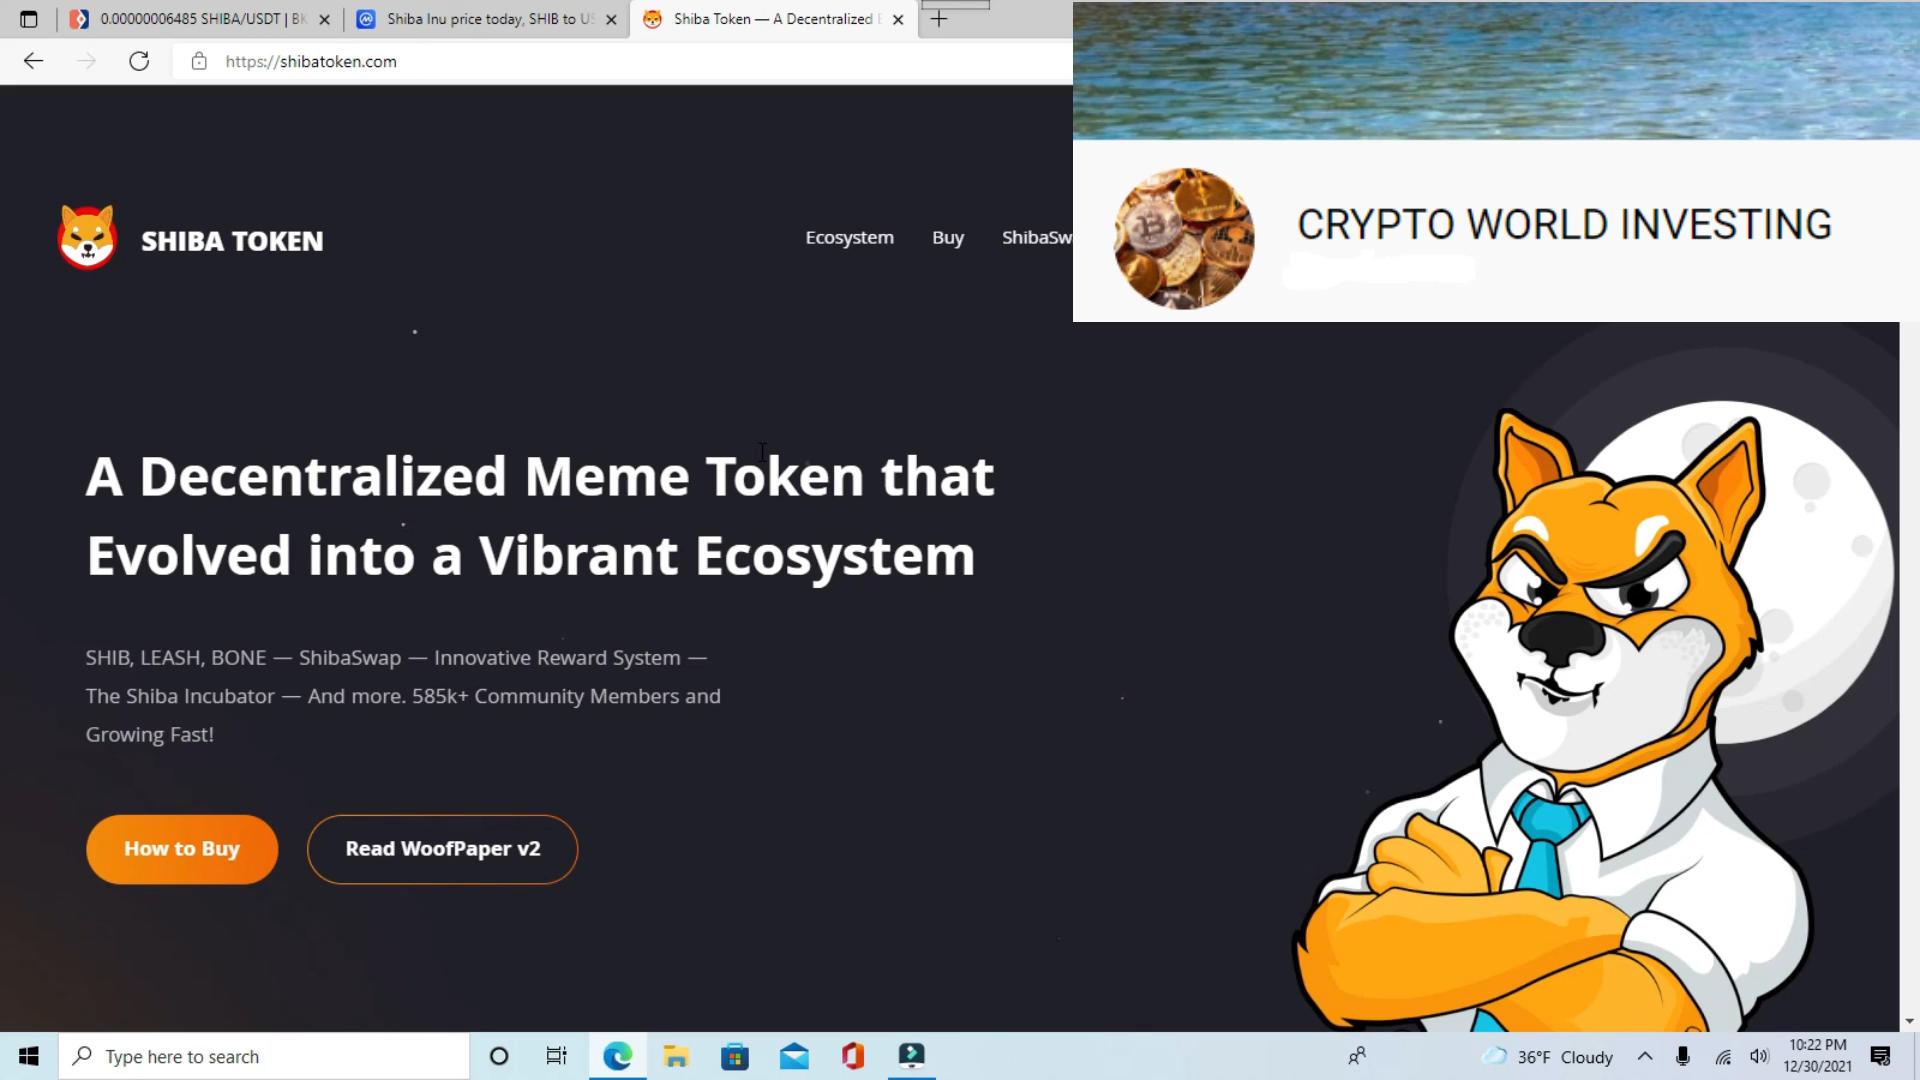 0.00000006485 SHIBA/USDT | BK
Shiba Inu price today, SHIB to US
Shiba Token — A Decentralized E
https://shibatoken.com
CRYPTO WORLD INVESTING
SHIBA TOKEN
Ecosystem
Buy
ShibaSw
A Decentralized Meme Token that
Evolved into a Vibrant Ecosystem
SHIB, LEASH, BONE — ShibaSwap — Innovative Reward System —
The Shiba Incubator — And more. 585k+ Community Members and
Growing Fast!
How to Buy
Read WoofPaper v2
Type here to search
36°F Cloudy
10:22 PM
12/30/2021